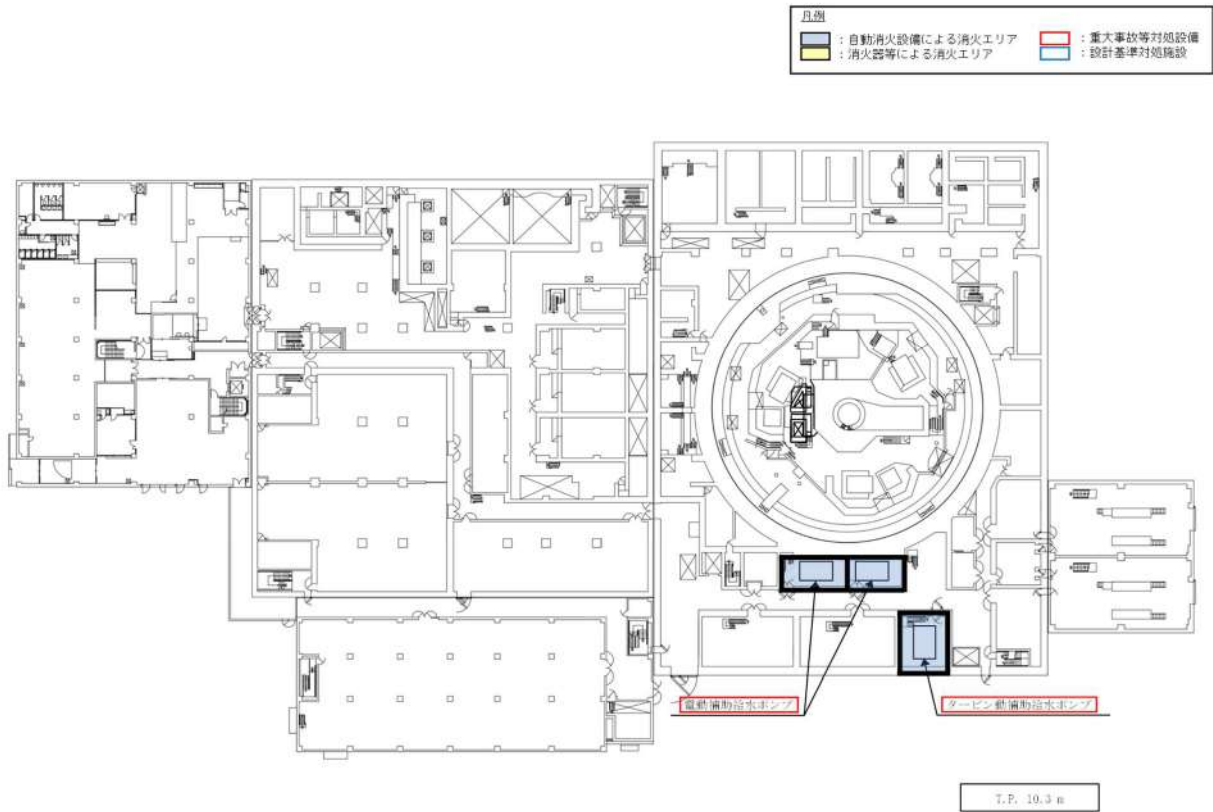 凡例
：自動消火設備による消火エリア
：重大事故等対処設備
：消火器等による消火エリア
：設計基準対処施設
電動補助給水ポンプ
タービン動補助給水ポンプ
T.P. 10.3 m